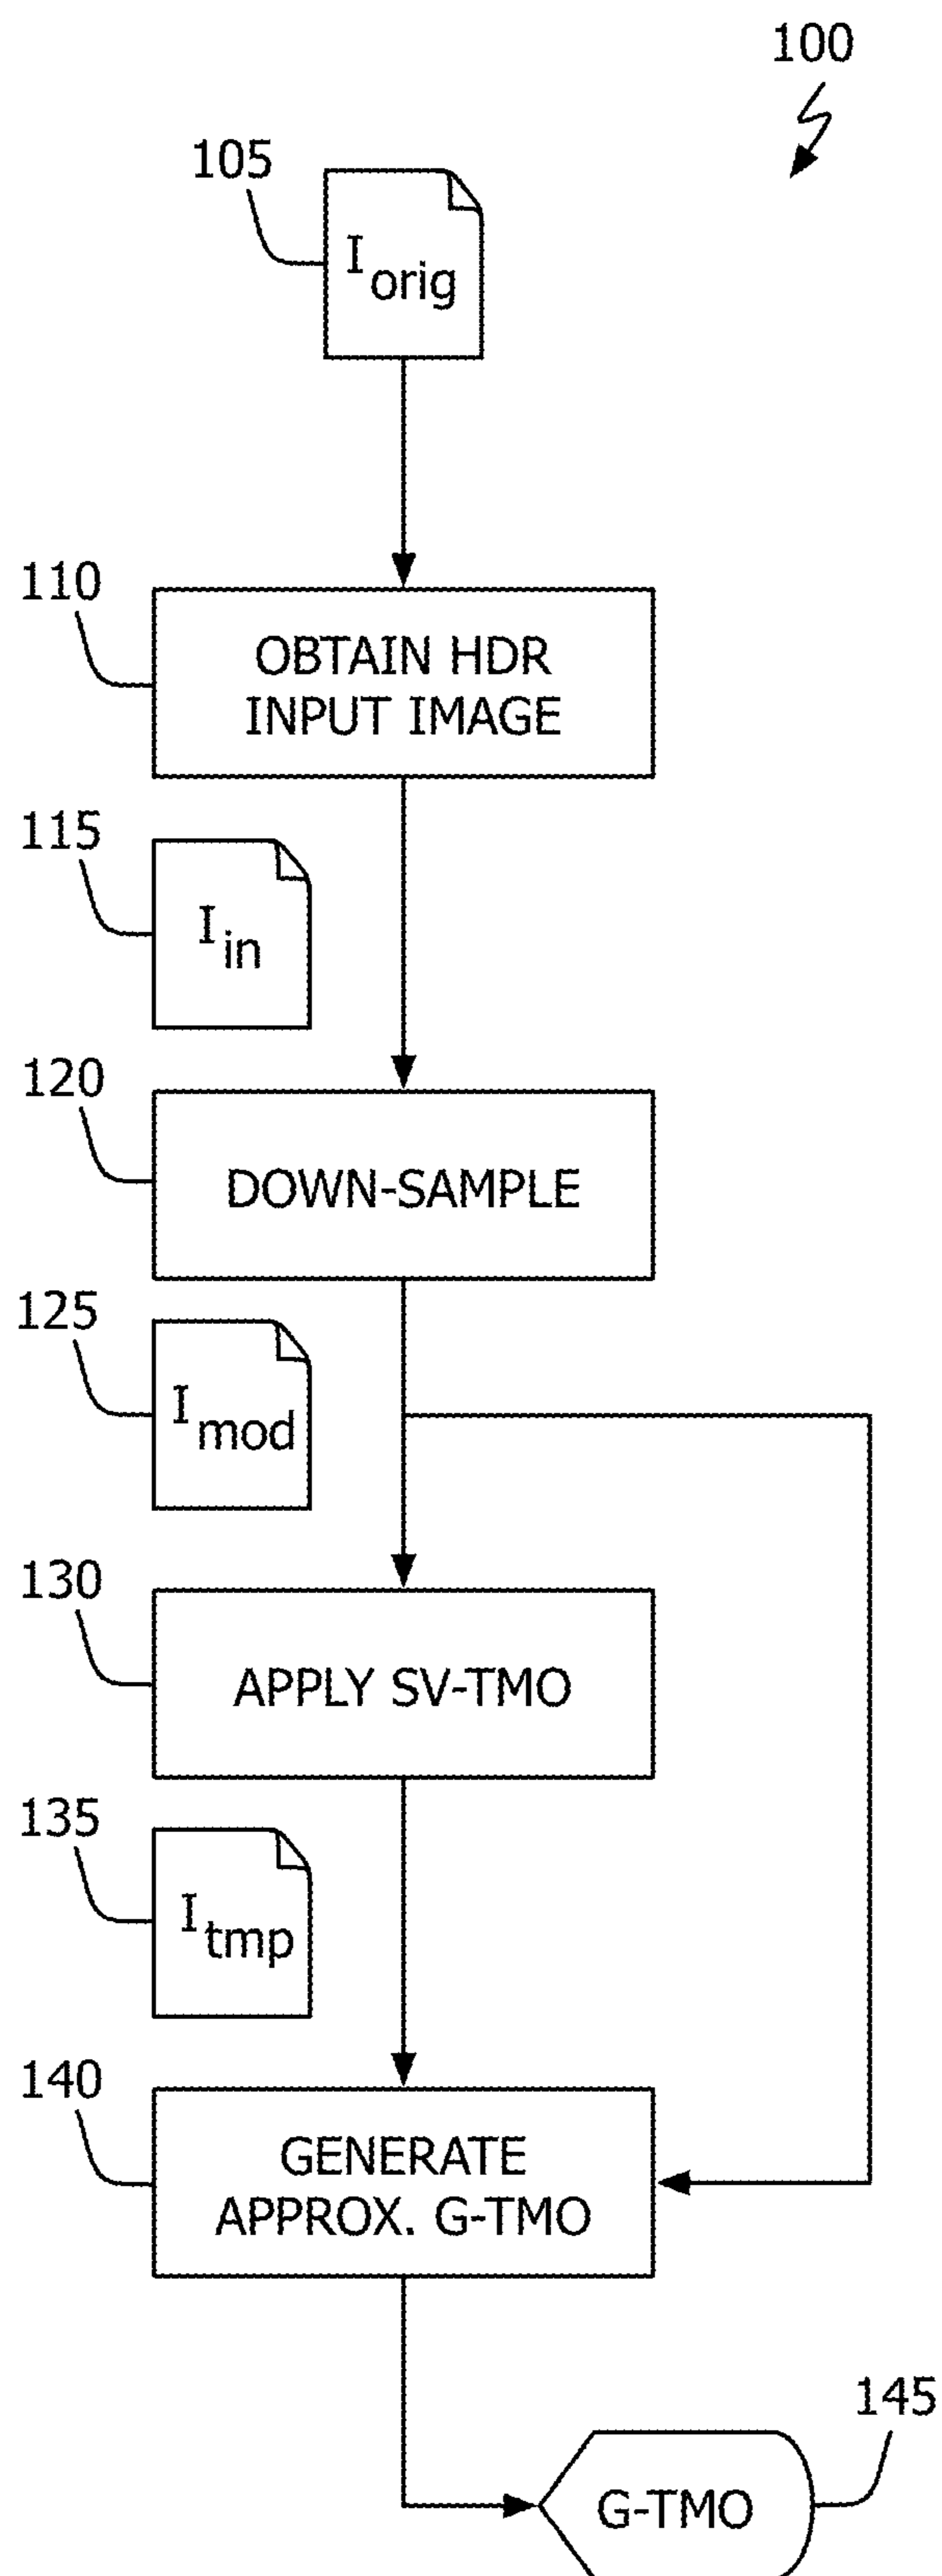 100
105
I orig
110
OBTAIN HDR
INPUT IMAGE
115
I in
120
DOWN-SAMPLE
125
I mod
130
APPLY SV-TMO
135
I tmp
140
GENERATE
APPROX. G-TMO
145
G-TMO